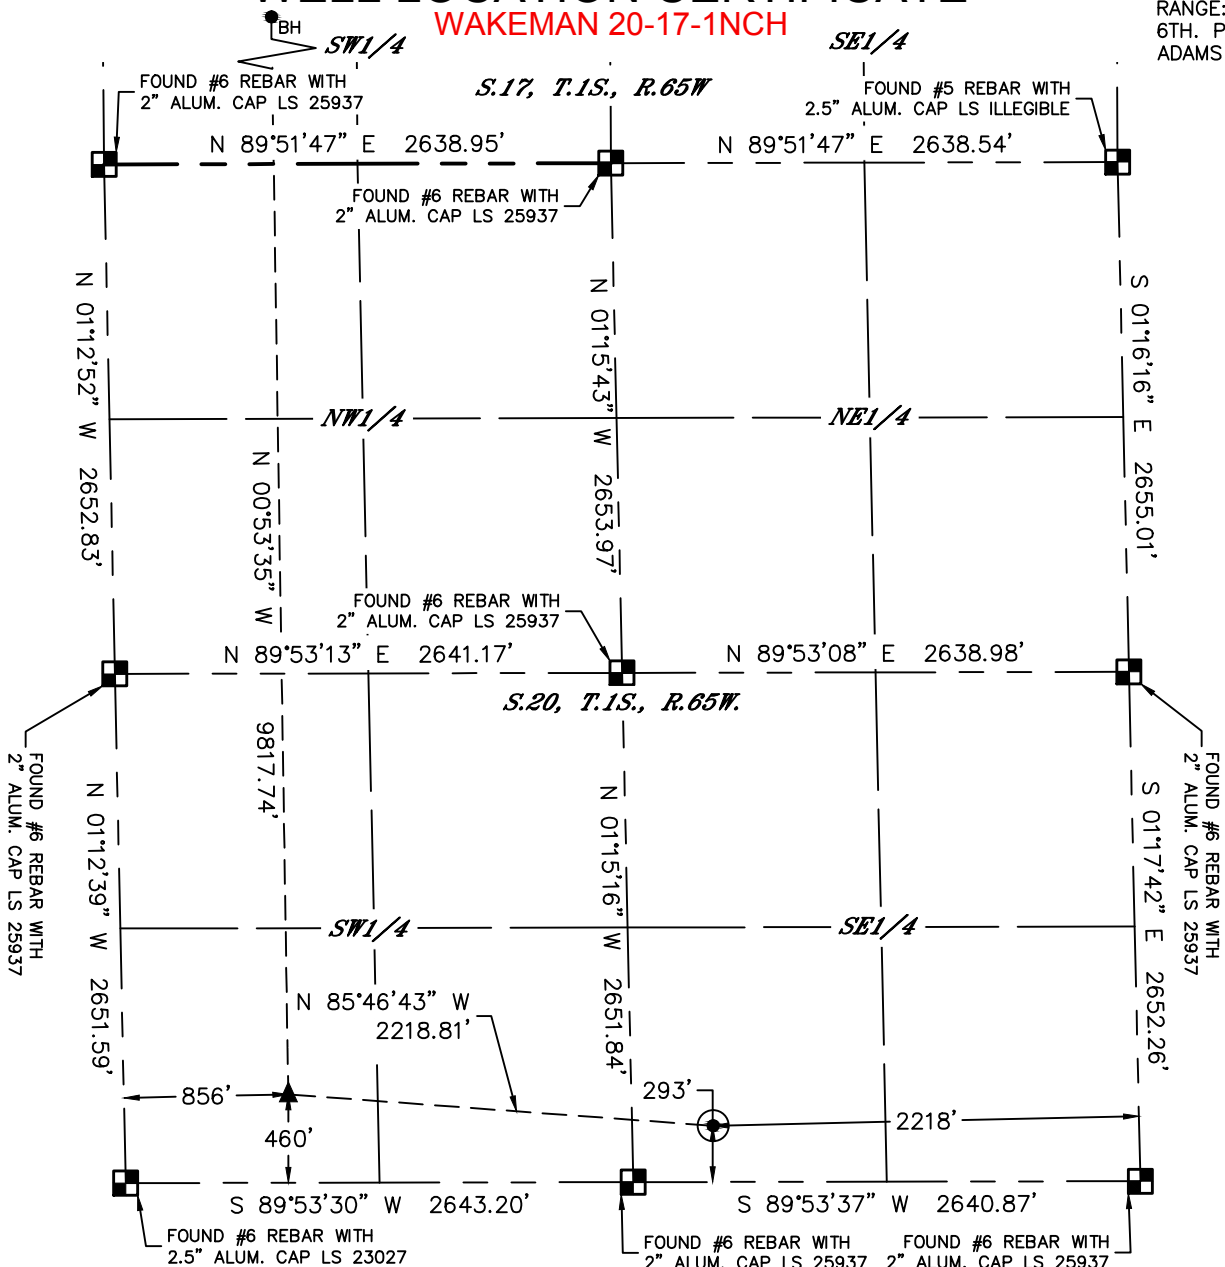 WELL LOCATION CERTIFICATE
WAKEMAN 20-17-1NCH
RANGE:
6TH. P
ADAMS
BH
SW1/4
SE1/4
FOUND #6 REBAR WITH
2" ALUM. CAP LS 25937
S.17, T.1S., R.65W
FOUND #5 REBAR WITH
2.5" ALUM. CAP LS ILLEGIBLE
N 89°51'47" E 2638.95'
N 89°51'47" E 2638.54'
FOUND #6 REBAR WITH
2" ALUM. CAP LS 25937
N 01°12'52" W 2652.83'
N 00°53'35" W 9817.74'
N 01°15'43" W 2653.97'
S 01°16'16" E 2655.01'
NW1/4
NE1/4
FOUND #6 REBAR WITH
2" ALUM. CAP LS 25937
N 89°53'13" E 2641.17'
N 89°53'08" E 2638.98'
S.20, T.1S., R.65W.
FOUND #6 REBAR WITH
2" ALUM. CAP LS 25937
N 01°12'39" W 2651.59'
N 01°15'16" W 2651.84'
S 01°17'42" E 2652.26'
FOUND #6 REBAR WITH
2" ALUM. CAP LS 25937
SW1/4
SE1/4
N 85°46'43" W
2218.81'
856'
460'
293'
2218'
S 89°53'30" W 2643.20'
S 89°53'37" W 2640.87'
FOUND #6 REBAR WITH
2.5" ALUM. CAP LS 23027
FOUND #6 REBAR WITH
2" ALUM. CAP LS 25937
FOUND #6 REBAR WITH
2" ALUM. CAP LS 25937